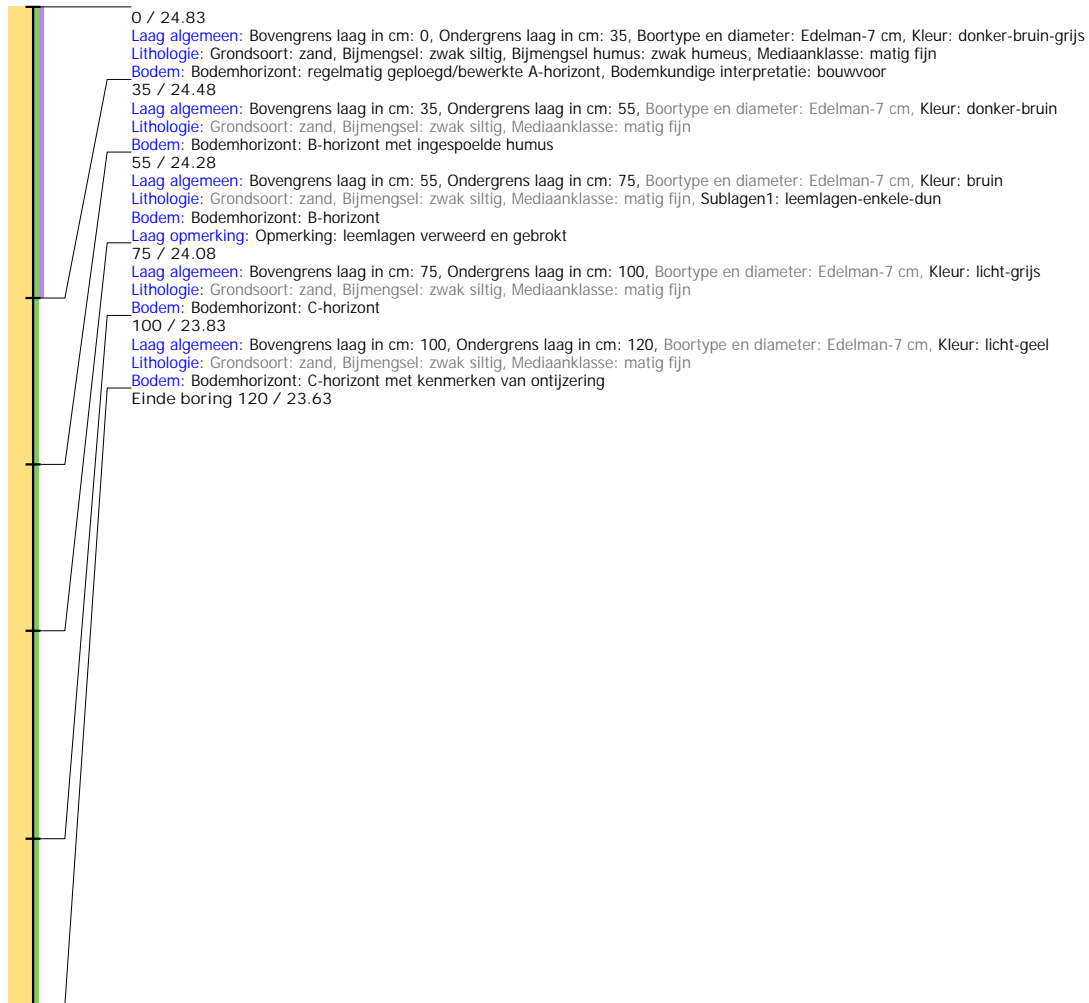 0 / 24.83
Laag algemeen: Bovengrens laag in cm: 0, Ondergrens laag in cm: 35, Boortype en diameter: Edelman-7 cm, Kleur: donker-bruin-grijs
Lithologie: Grondsoort: zand, Bijmengsel: zwak siltig, Bijmengsel humus: zwak humeus, Mediaanklasse: matig fijn
Bodem: Bodemhorizont: regelmatig geploegd/bewerkte A-horizont, Bodemkundige interpretatie: bouwvoor
35 / 24.48
Laag algemeen: Bovengrens laag in cm: 35, Ondergrens laag in cm: 55, Boortype en diameter: Edelman-7 cm, Kleur: donker-bruin
Lithologie: Grondsoort: zand, Bijmengsel: zwak siltig, Mediaanklasse: matig fijn
Bodem: Bodemhorizont: B-horizont met ingespoelde humus
55 / 24.28
Laag algemeen: Bovengrens laag in cm: 55, Ondergrens laag in cm: 75, Boortype en diameter: Edelman-7 cm, Kleur: bruin
Lithologie: Grondsoort: zand, Bijmengsel: zwak siltig, Mediaanklasse: matig fijn, Sublagen1: leemlagen-enkele-dun
Bodem: Bodemhorizont: B-horizont
Laag opmerking: Opmerking: leemlagen verweerd en gebrokt
75 / 24.08
Laag algemeen: Bovengrens laag in cm: 75, Ondergrens laag in cm: 100, Boortype en diameter: Edelman-7 cm, Kleur: licht-grijs
Lithologie: Grondsoort: zand, Bijmengsel: zwak siltig, Mediaanklasse: matig fijn
Bodem: Bodemhorizont: C-horizont
100 / 23.83
Laag algemeen: Bovengrens laag in cm: 100, Ondergrens laag in cm: 120, Boortype en diameter: Edelman-7 cm, Kleur: licht-geel
Lithologie: Grondsoort: zand, Bijmengsel: zwak siltig, Mediaanklasse: matig fijn
Bodem: Bodemhorizont: C-horizont met kenmerken van ontijzering
Einde boring 120 / 23.63